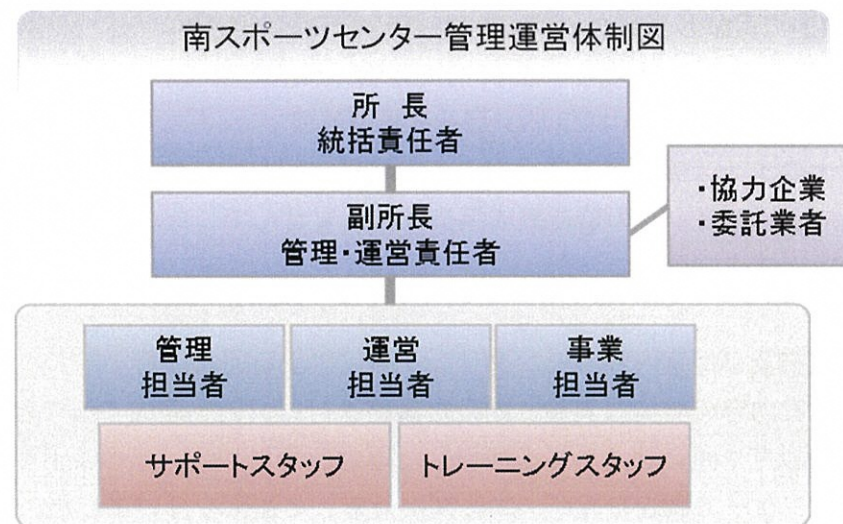 南スポーツセンター管理運営体制図
所 長
統括責任者
副所長
管理・運営責任者
・協力企業
・委託業者
管理
担当者
運営
担当者
事業
担当者
サポートスタッフ
トレーニングスタッフ